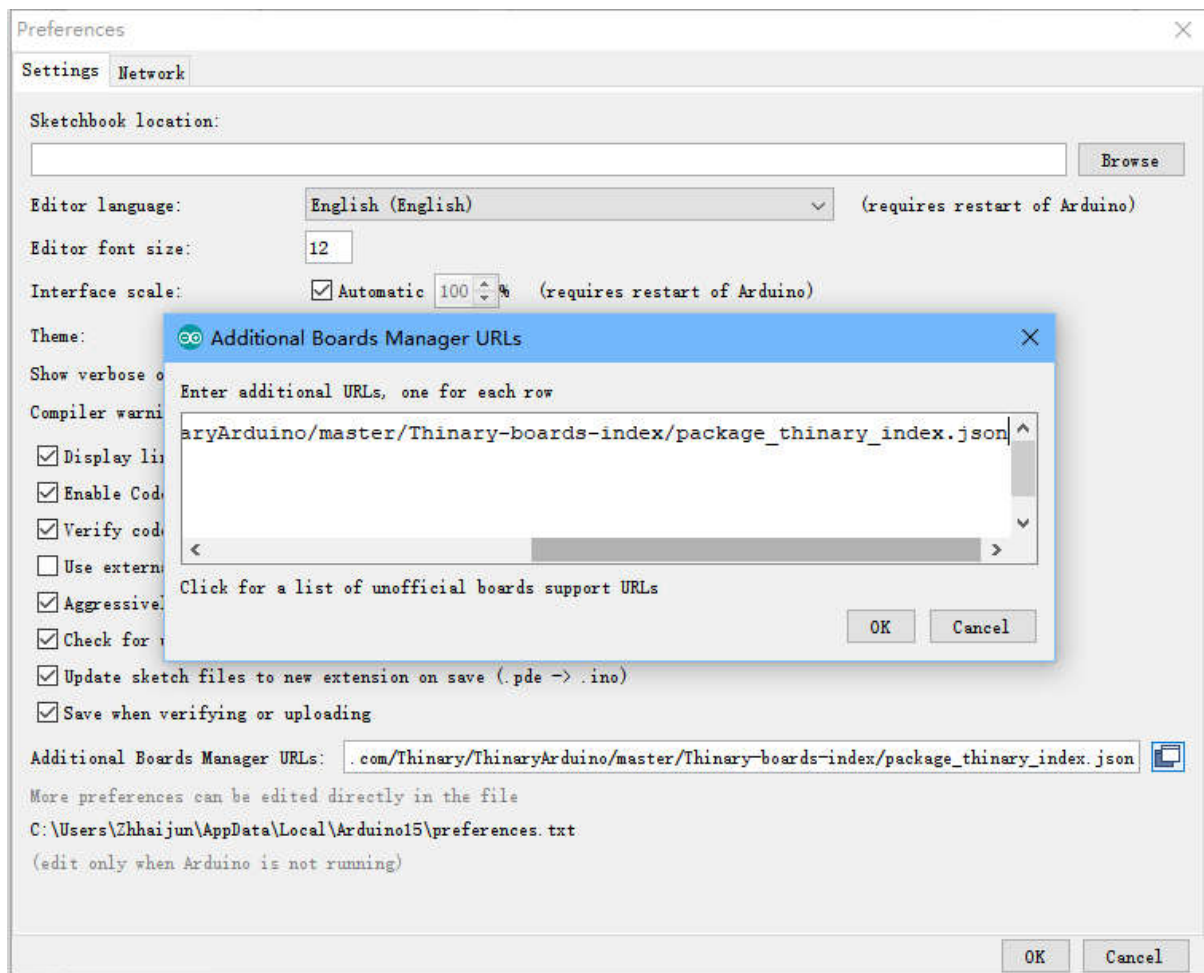 Preferences
Settings Network
Sketchbook location:
Browse
Editor language: English (English) (requires restart of Arduino)
Editor font size: 12
Interface scale: Automatic 100 % (requires restart of Arduino)
Theme:
Show verbose o
Compiler warni
Display li
Enable Cod
Verify cod
Use extern
Aggressivel
Check for
Additional Boards Manager URLs
Enter additional URLs, one for each row
aryArduino/master/Thinary-boards-index/package_thinary_index.json
Click for a list of unofficial boards support URLs
OK Cancel
Update sketch files to new extension on save (.pde -> .ino)
Save when verifying or uploading
Additional Boards Manager URLs: .com/Thinary/ThinaryArduino/master/Thinary-boards-index/package_thinary_index.json
More preferences can be edited directly in the file
C:\Users\Zhhaijun\AppData\Local\Arduino15\preferences.txt
(edit only when Arduino is not running)
OK Cancel